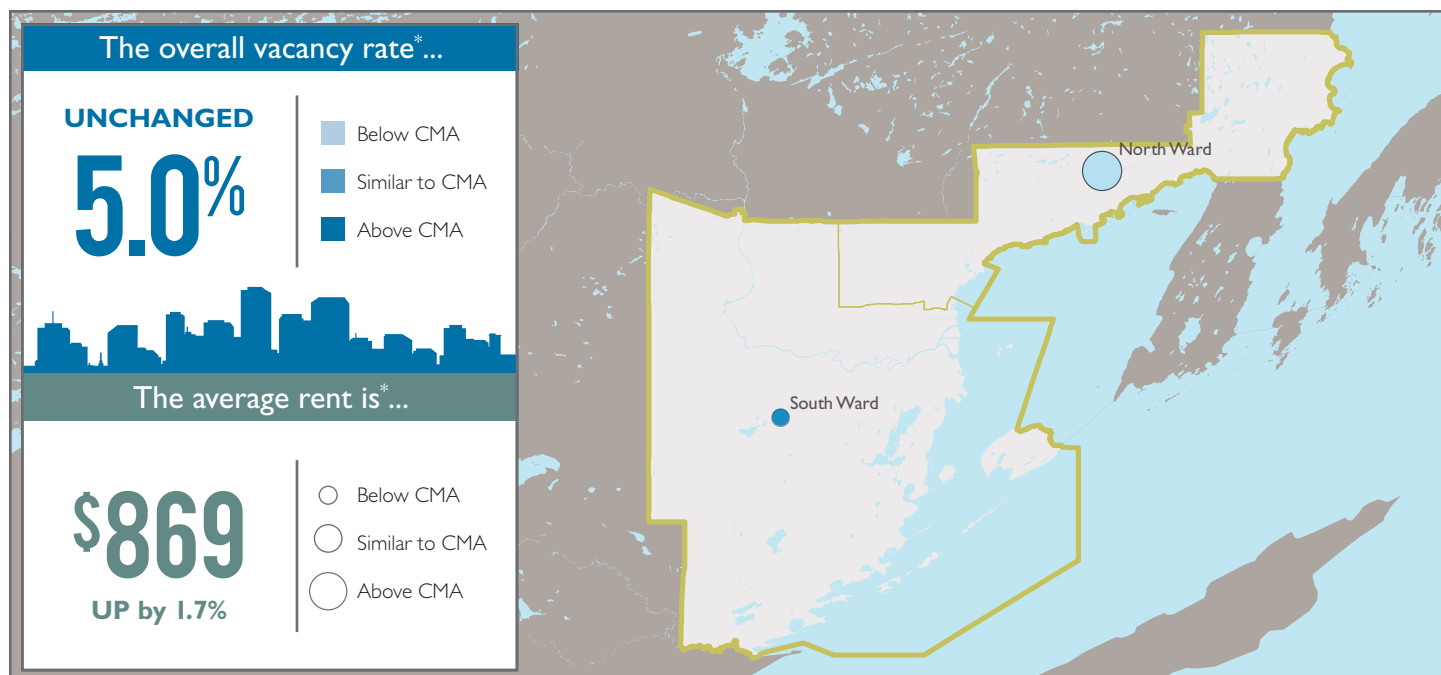 The overall vacancy rate*...
UNCHANGED
5.0%
Below CMA
Similar to CMA
Above CMA
The average rent is*...
$869
UP by 1.7%
Below CMA
Similar to CMA
Above CMA
North Ward
South Ward